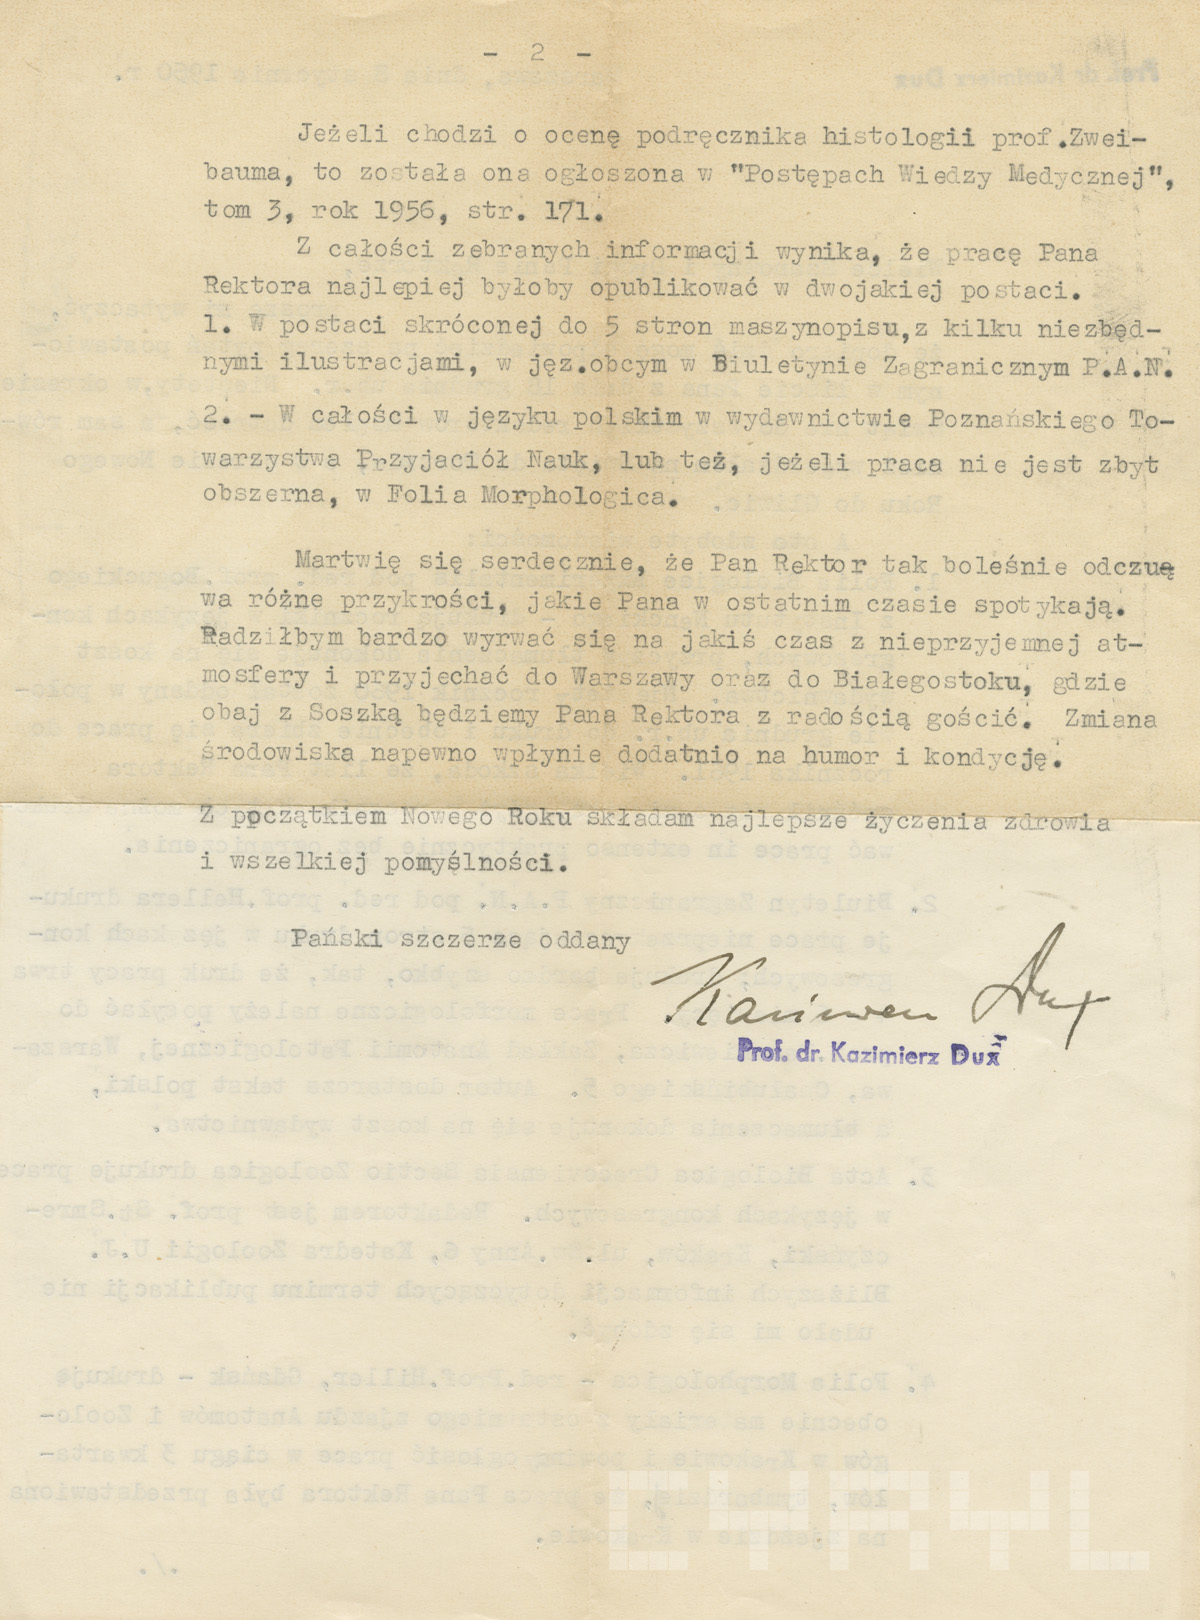 - 2 -
Jeżeli chodzi o ocenę podręcznika histologii prof.Zwei-
bauma, to została ona ogłoszona w "Postępach Wiedzy Medycznej",
tom 3, rok 1956, str. 171.
Z całości zebranych informacji wynika, że pracę Pana
Rektora najlepiej byłoby opublikować w dwojakiej postaci.
1. W postaci skróconej do 5 stron maszynopisu,z kilku niezbęd-
nymi ilustracjami, w jęz.obcym w Biuletynie Zagranicznym P.A.N.
2. - W całości w języku polskim w wydawnictwie Poznańskiego To-
warzystwa Przyjaciół Nauk, lub też, jeżeli praca nie jest zbyt
obszerna, w Folia Morphologica.
Martwię się serdecznie, że Pan Rektor tak boleśnie odczuą
wa różne przykrości, jakie Pana w ostatnim czasie spotykają.
Radziłbym bardzo wyrwać się na jakiś czas z nieprzyjemnej at-
mosfery i przyjechać do Warszawy oraz do Białegostoku, gdzie
obaj z Soszką będziemy Pana Rektora z radością gościć. Zmiana
środowiska napewno wpłynie dodatnio na humor i kondycję.
Z początkiem Nowego Roku składam najlepsze życzenia zdrowia
i wszelkiej pomyślności.
Pański szczerze oddany
Kazimierz Dux
Prof. dr. Kazimierz Dux
CYRYL